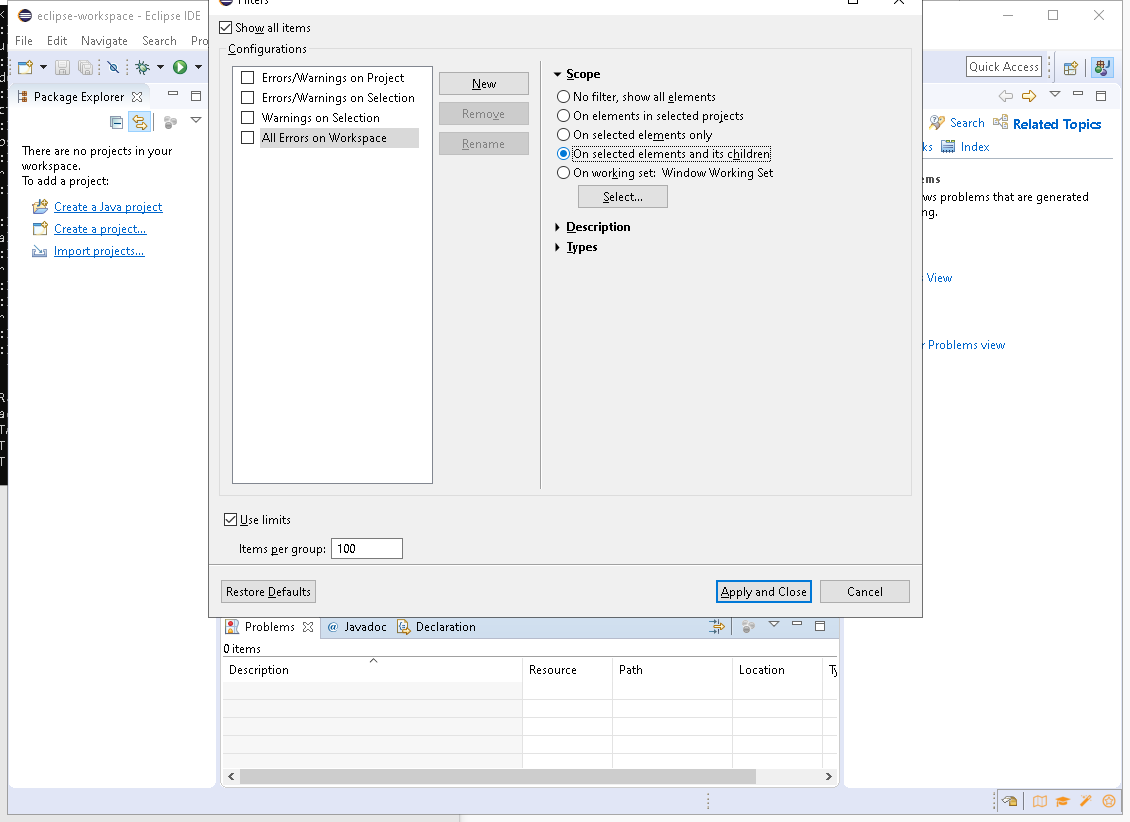 eclipse-workspace - Eclipse IDE
File Edit Navigate Search Pro
Filters
Show all items
Configurations
Errors/Warnings on Project
Errors/Warnings on Selection
Warnings on Selection
All Errors on Workspace
New
Remove
Rename
Scope
No filter, show all elements
On elements in selected projects
On selected elements only
On selected elements and its children
On working set: Window Working Set
Select...
Description
Types
Use limits
Items per group: 100
Restore Defaults
Apply and Close
Cancel
Package Explorer
There are no projects in your
workspace.
To add a project:
Create a Java project
Create a project...
Import projects...
Quick Access
Search Related Topics
ks Index
ems
ws problems that are generated
ng.
View
r Problems view
Problems @ Javadoc Declaration
0 items
Description Resource Path Location Ty